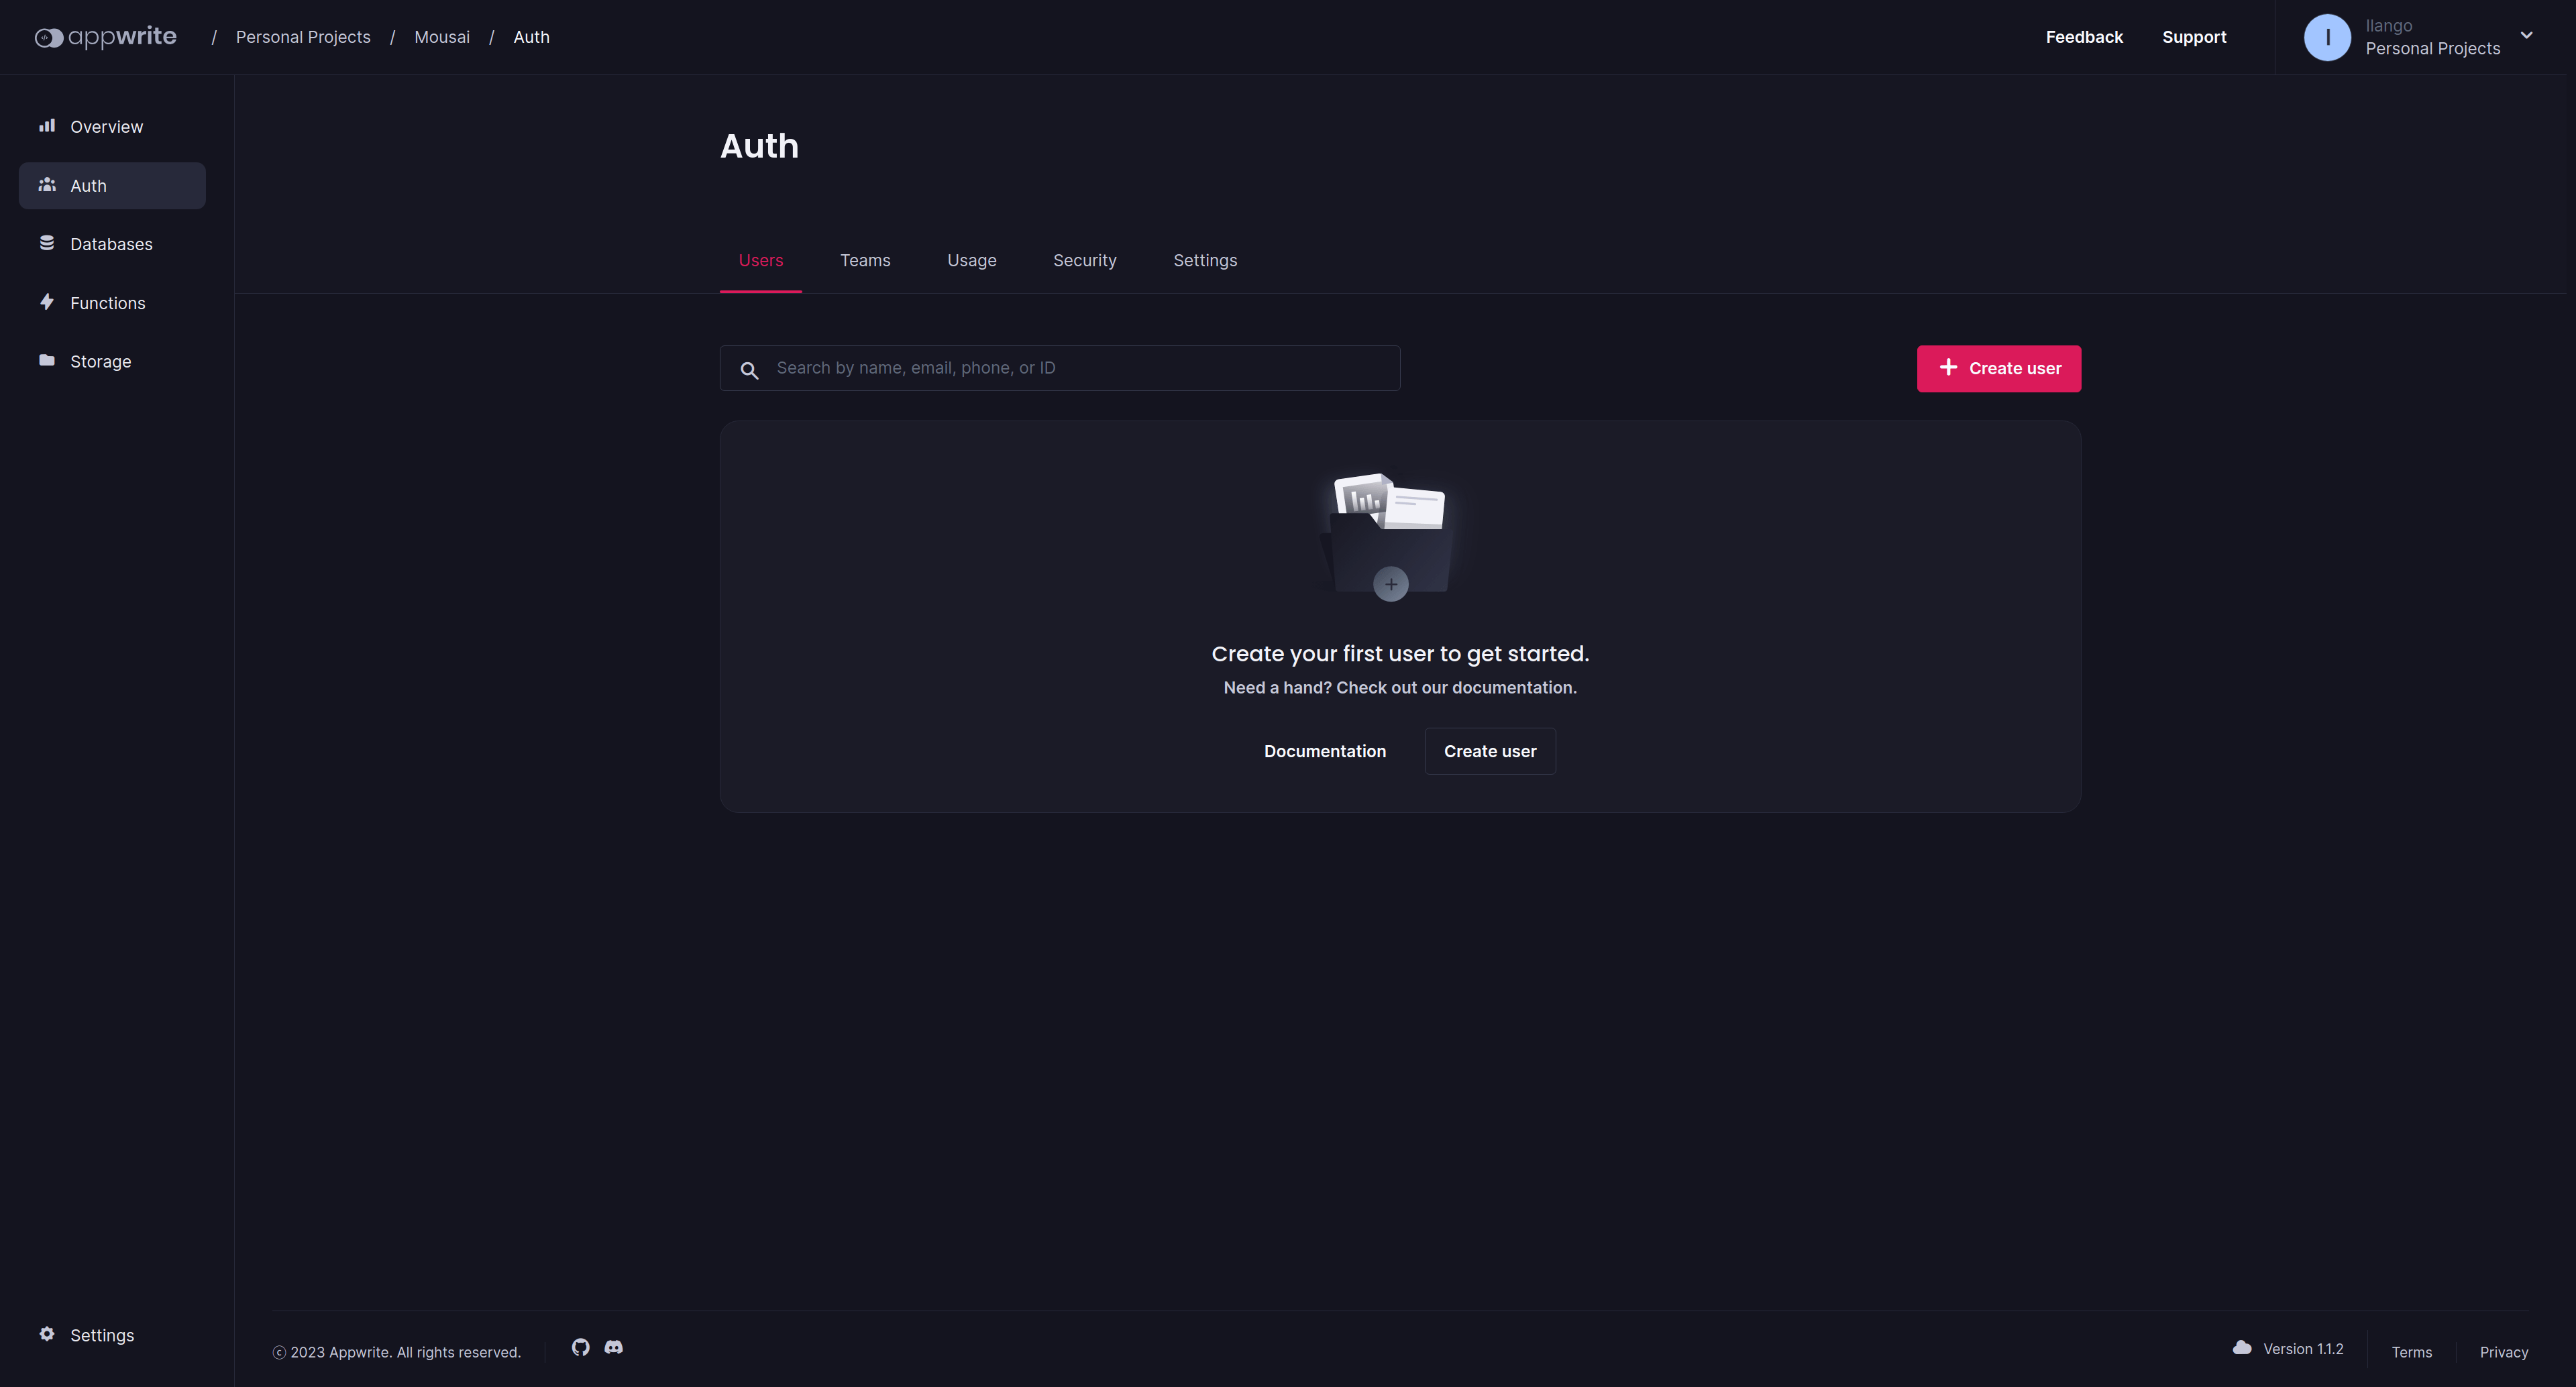 appwrite / Personal Projects / Mousai / Auth
Feedback Support
I
Ilango
Personal Projects
Overview
Auth
Databases
Functions
Storage
Settings
Auth
Users Teams Usage Security Settings
Search by name, email, phone, or ID
Create user
Create your first user to get started.
Need a hand? Check out our documentation.
Documentation Create user
ⓒ 2023 Appwrite. All rights reserved.
Version 1.1.2 Terms Privacy